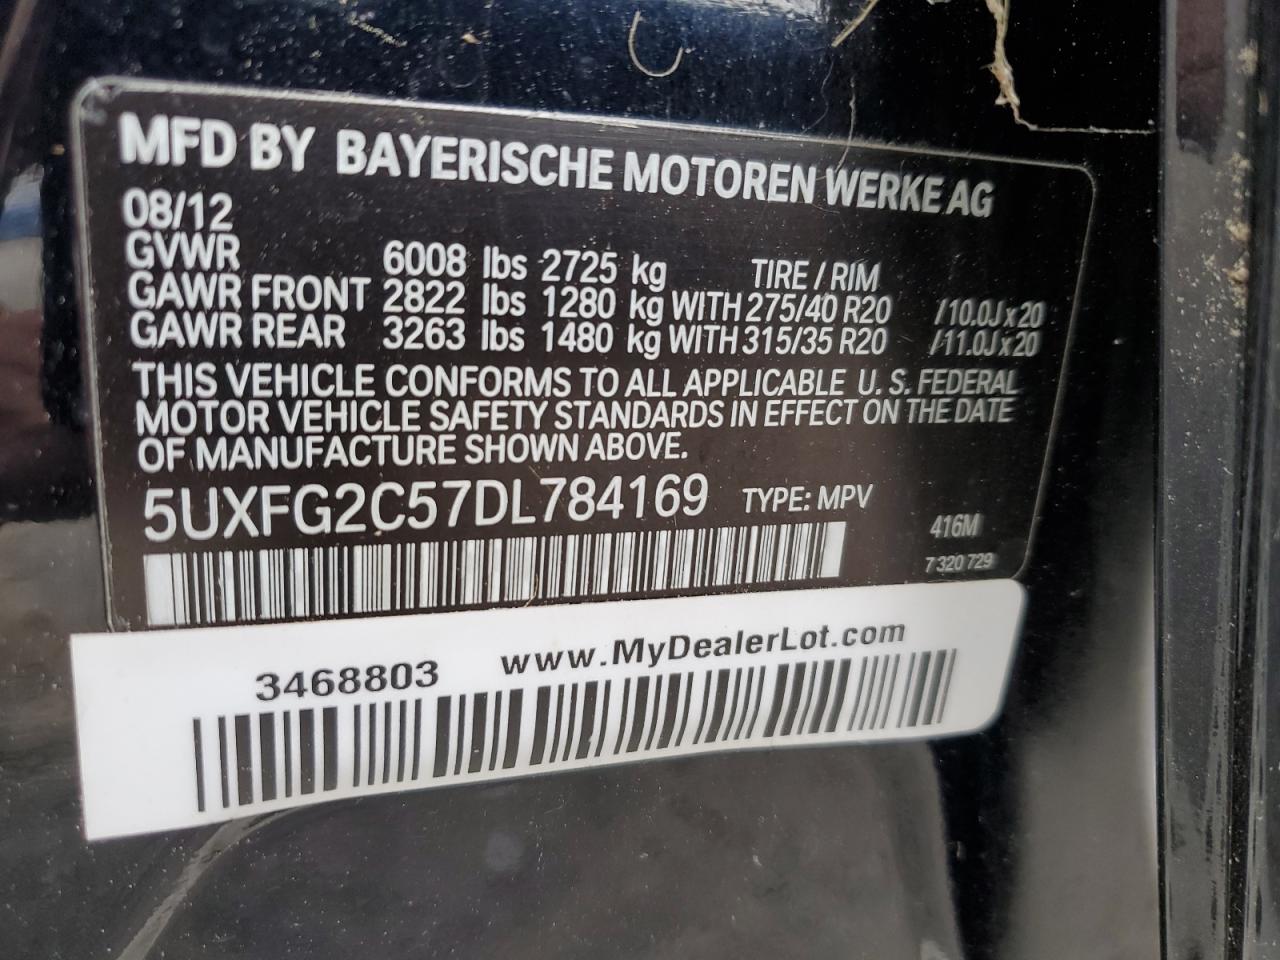 MFD BY BAYERISCHE MOTOREN WERKE AG
08/12
GVWR 6008 lbs 2725 kg TIRE / RIM
GAWR FRONT 2822 lbs 1280 kg WITH 275/40 R20 /10.0J x 20
GAWR REAR 3263 lbs 1480 kg WITH 315/35 R20 /11.0J x 20
THIS VEHICLE CONFORMS TO ALL APPLICABLE U. S. FEDERAL
MOTOR VEHICLE SAFETY STANDARDS IN EFFECT ON THE DATE
OF MANUFACTURE SHOWN ABOVE.
5UXFG2C57DL784169 TYPE: MPV
416M
7 320 729
3468803 www.MyDealerLot.com